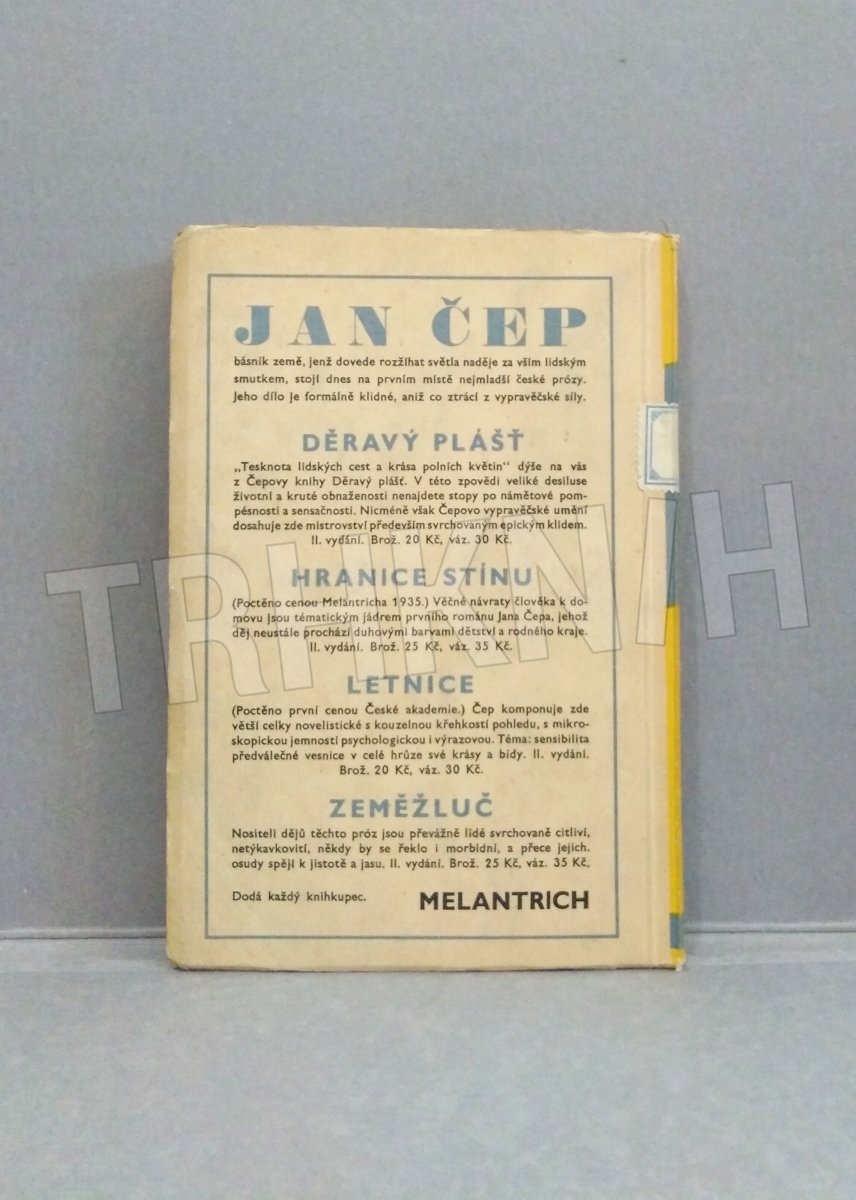 JAN ČEP
básník země, jenž dovede rozžíhat světla naděje za vším lidským
smutkem, stojí dnes na prvním místě nejmladší české prózy.
Jeho dílo je formálně klidné, aniž co ztrácí z vypravěčské síly.
DĚRAVÝ PLÁŠŤ
„Tesknota lidských cest a krása polních květin“ dýše na vás
z Čepovy knihy Děravý plášť. V této zpovědi veliké desiluse
životní a kruté obnaženosti nenajdete stopy po námětové pom-
pésnosti a sensačnosti. Nicméně však Čepovo vypravěčské umění
dosahuje zde mistrovství především svrchovaným epickým klidem.
II. vydání. Brož. 20 Kč, váz. 30 Kč.
HRANICE STÍNU
(Poctěno cenou Melantricha 1935.) Věčné návraty člověka k do-
movu jsou tématickým jádrem prvního románu Jana Čepa, jehož
děj neustále prochází duhovými barvami dětství a rodného kraje.
II. vydání. Brož. 25 Kč, váz. 35 Kč.
LETNICE
(Poctěno první cenou České akademie.) Čep komponuje zde
větší celky novelistické s kouzelnou křehkostí pohledu, s mikro-
skopickou jemností psychologickou i výrazovou. Téma: sensibilita
předválečné vesnice v celé hrůze své krásy a bídy. II. vydání.
Brož. 20 Kč, váz. 30 Kč.
ZEMĚŽLUČ
Nositeli dějů těchto próz jsou převážně lidé svrchovaně citliví,
netýkavkovití, někdy by se řeklo i morbidní, a přece jejich.
osudy spějí k jistotě a jasu. II. vydání. Brož. 25 Kč, váz. 35 Kč.
Dodá každý knihkupec. MELANTRICH
TRHKNIH